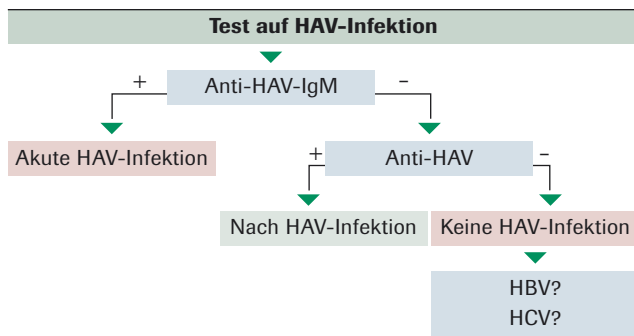 Test auf HAV-Infektion
+ Anti-HAV-IgM –
Akute HAV-Infektion
+ Anti-HAV –
Nach HAV-Infektion
Keine HAV-Infektion
HBV?
HCV?